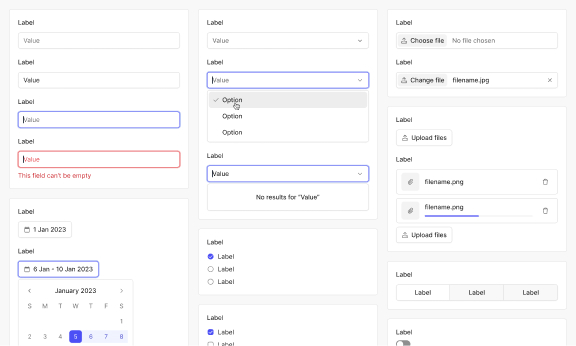 Label
Value
Label
Value
Label
Value
Label
Value
This field can't be empty
Label
1 Jan 2023
Label
6 Jan - 10 Jan 2023
January 2023
S M T W T F S
1
2 3 4 5 6 7 8
Label
Value
Label
Value
Option
Option
Option
Label
Value
No results for "Value"
Label
Label
Label
Label
Label
Label
Label
Label
Choose file No file chosen
Label
Change file filename.jpg
Label
Upload files
Label
filename.png
filename.png
Upload files
Label
Label Label Label
Label